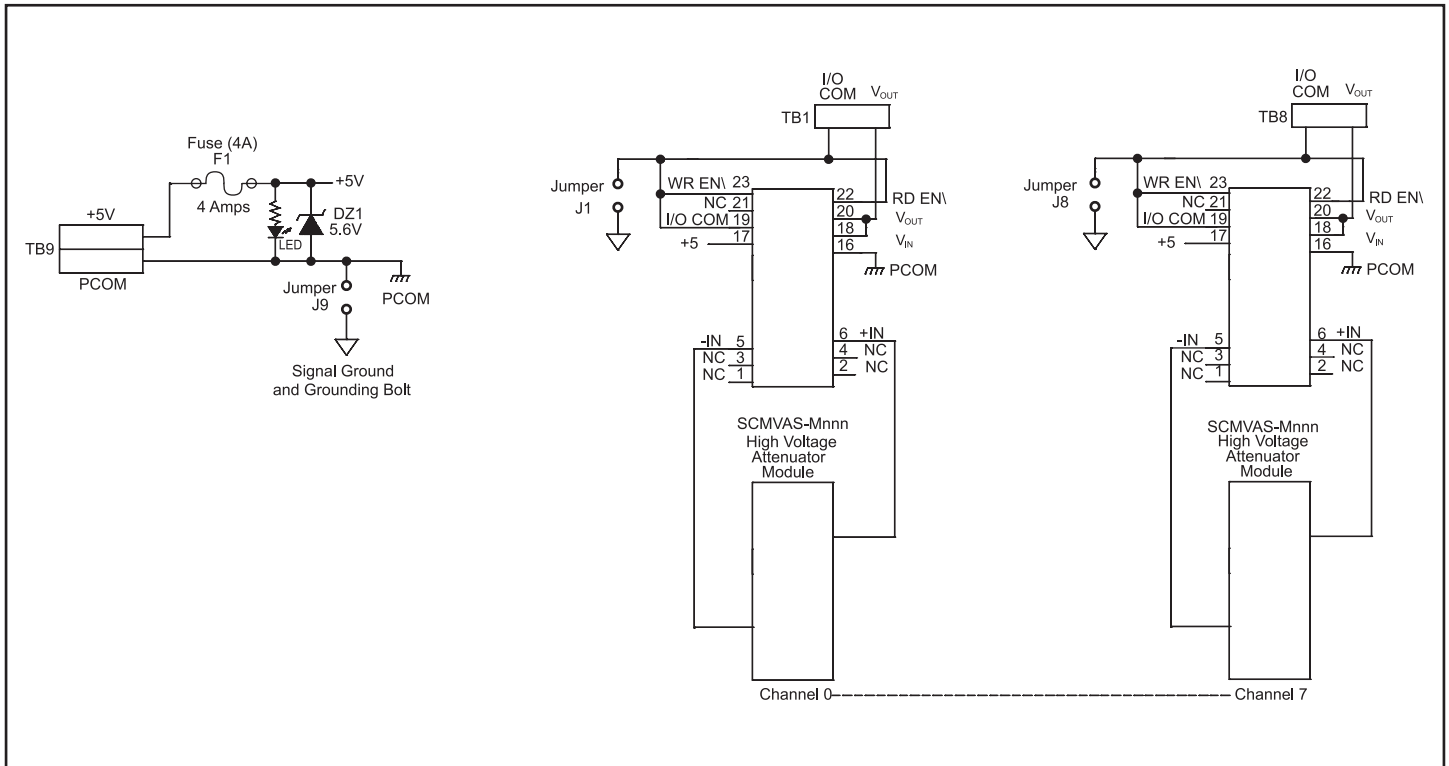 Fuse (4A)
F1
4 Amps
+5V
+5V
TB9
PCOM
LED
DZ1
5.6V
Jumper
J9
PCOM
Signal Ground
and Grounding Bolt
I/O
COM VOUT
TB1
Jumper
J1
WR EN\ 23
NC 21
I/O COM 19
+5 17
22 RD EN\
20 VOUT
18 VIN
16
PCOM
-IN 5
NC 3
NC 1
6 +IN
4 NC
2 NC
SCMVAS-Mnnn
High Voltage
Attenuator
Module
Channel 0
I/O
COM VOUT
TB8
Jumper
J8
WR EN\ 23
NC 21
I/O COM 19
+5 17
22 RD EN\
20 VOUT
18 VIN
16
PCOM
-IN 5
NC 3
NC 1
6 +IN
4 NC
2 NC
SCMVAS-Mnnn
High Voltage
Attenuator
Module
Channel 7